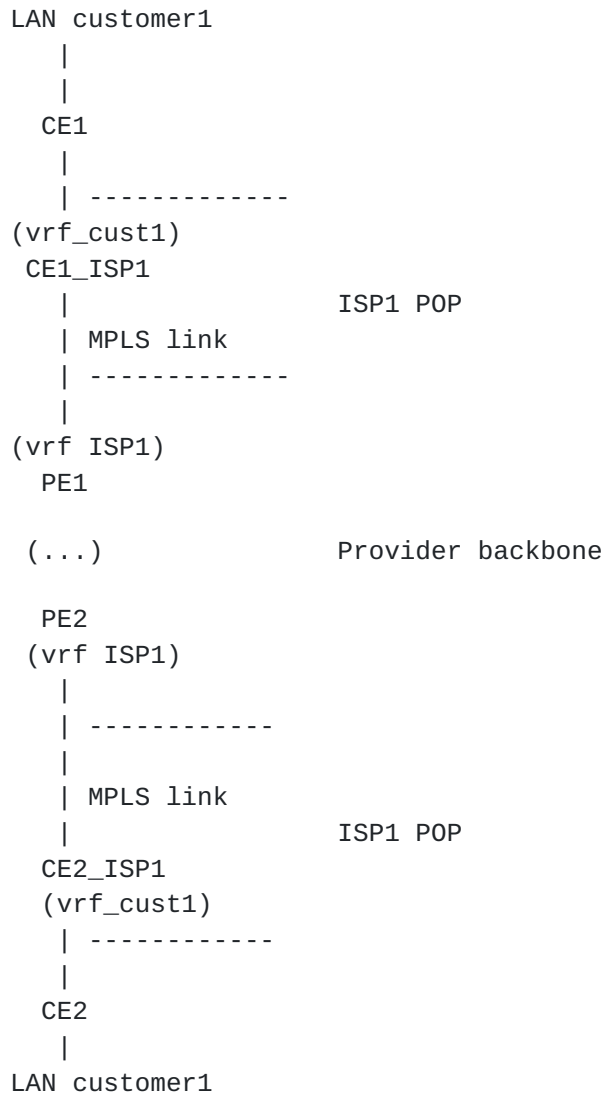 LAN customer1
|
|
CE1
|
| -------------
(vrf_cust1)
CE1_ISP1
| ISP1 POP
| MPLS link
| -------------
|
(vrf ISP1)
PE1
(...) Provider backbone
PE2
(vrf ISP1)
|
| ------------
|
| MPLS link
| ISP1 POP
CE2_ISP1
(vrf_cust1)
| ------------
|
CE2
|
LAN customer1